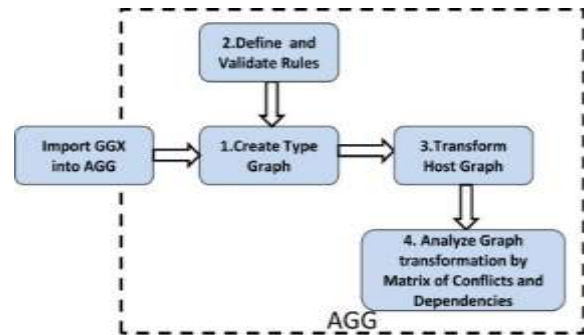 2.Define and
Validate Rules
Import GGX
into AGG
1.Create Type
Graph
3.Transform
Host Graph
4. Analyze Graph
transformation by
Matrix of Conflicts and
Dependencies
AGG